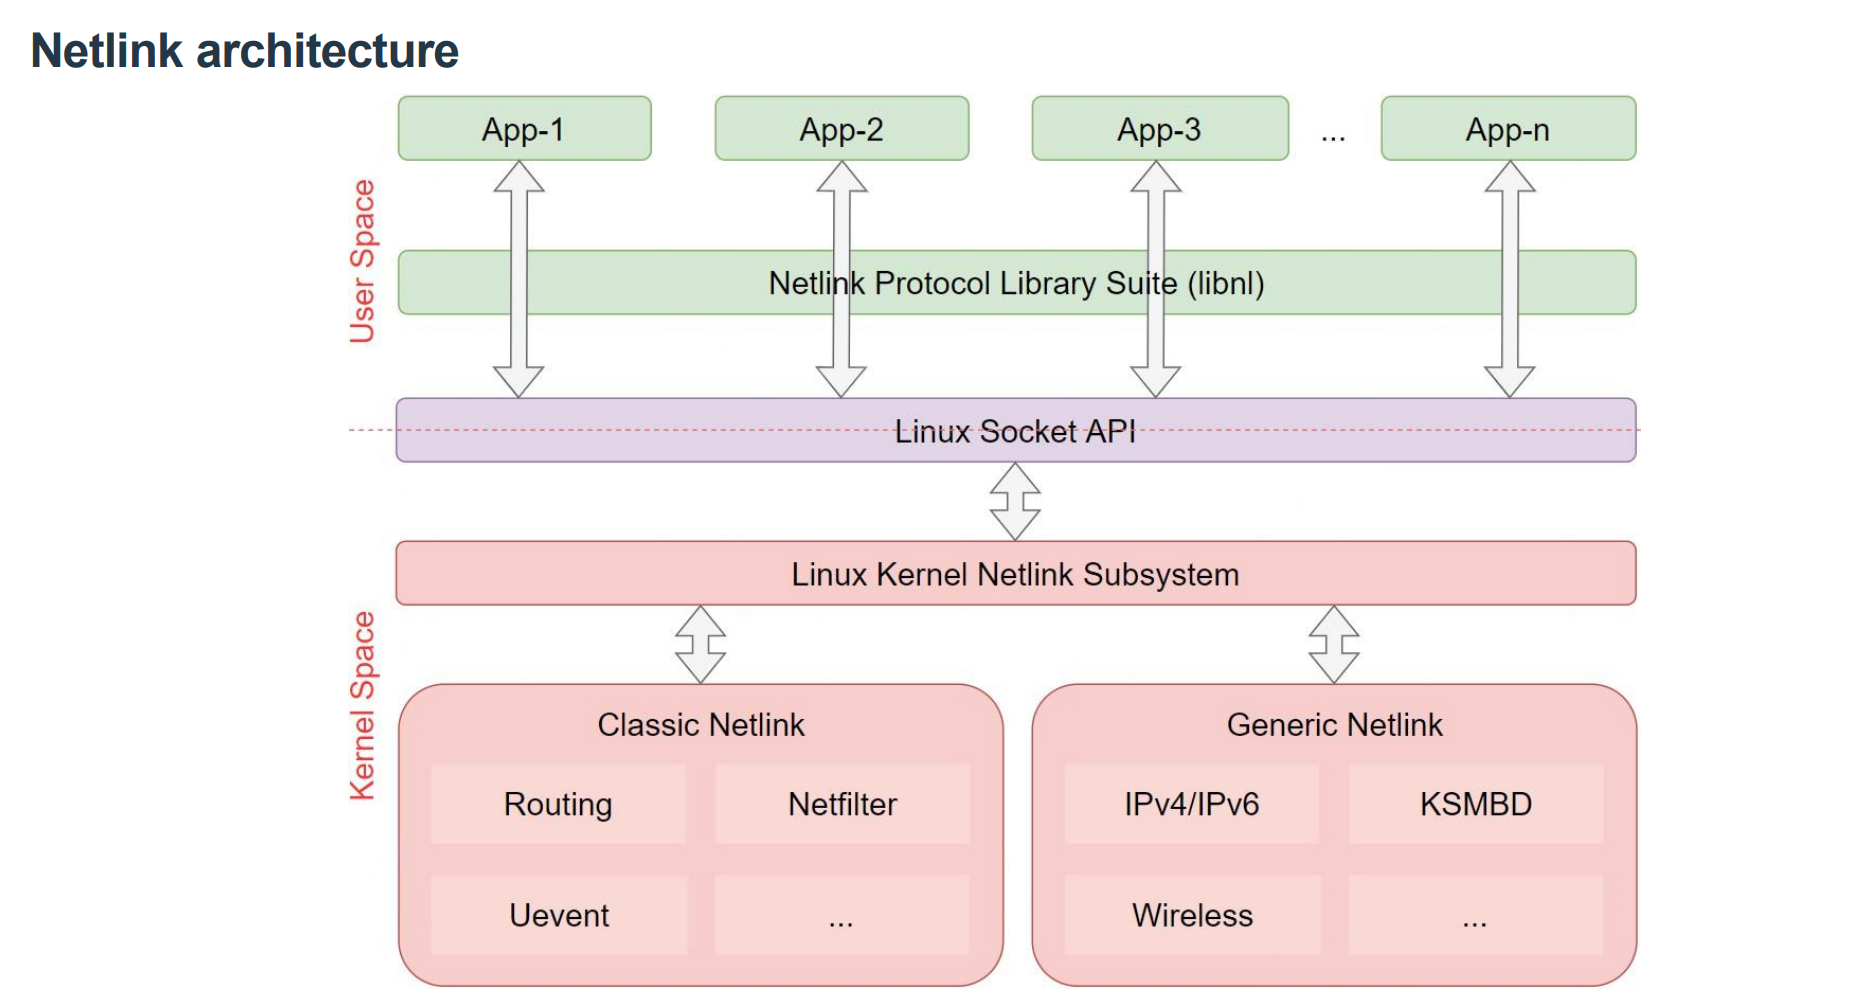 Netlink architecture
App-1
App-2
App-3
...
App-n
User Space
Netlink Protocol Library Suite (libnl)
Linux Socket API
Linux Kernel Netlink Subsystem
Kernel Space
Classic Netlink
Routing
Netfilter
Uevent
...
Generic Netlink
IPv4/IPv6
KSMBD
Wireless
...